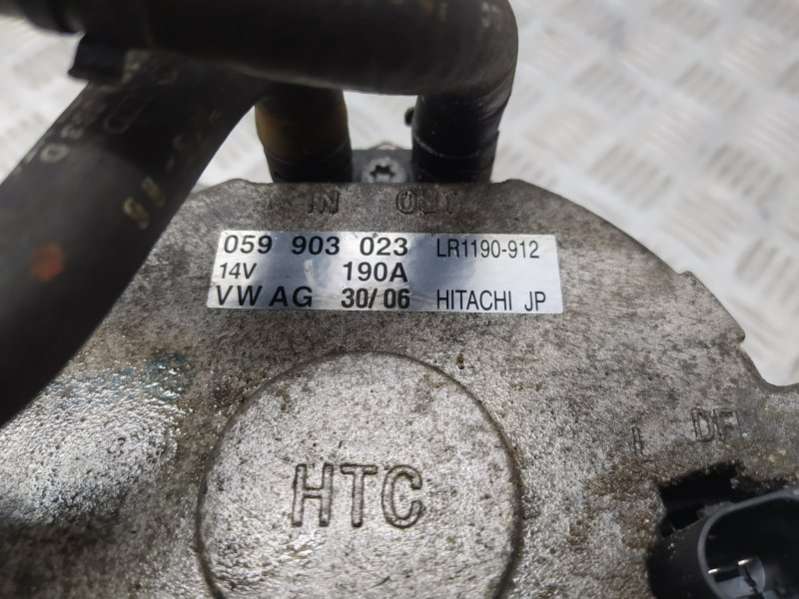 IN OUT
059 903 023 LR1190-912
14V 190A
VW AG 30/06 HITACHI JP
L DF
HTC